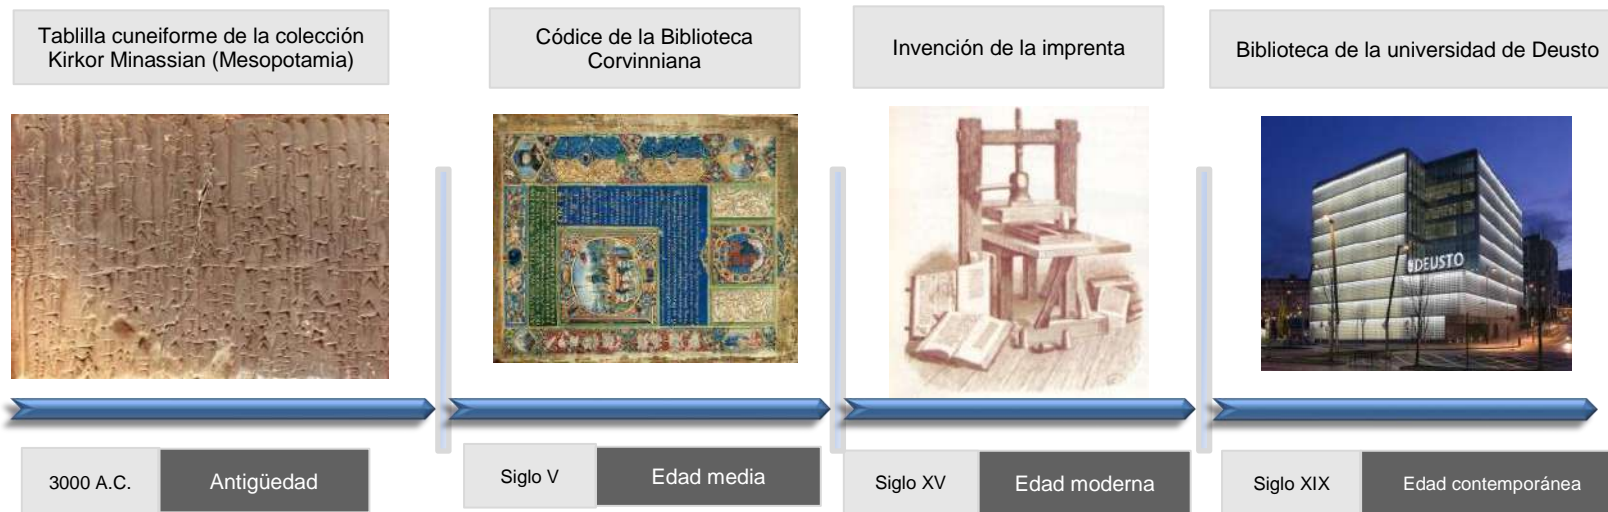 Tablilla cuneiforme de la colección
Kirkor Minassian (Mesopotamia)
Códice de la Biblioteca
Corvinniana
Invención de la imprenta
Biblioteca de la universidad de Deusto
DEUSTO
3000 A.C.
Antigüedad
Siglo V
Edad media
Siglo XV
Edad moderna
Siglo XIX
Edad contemporánea